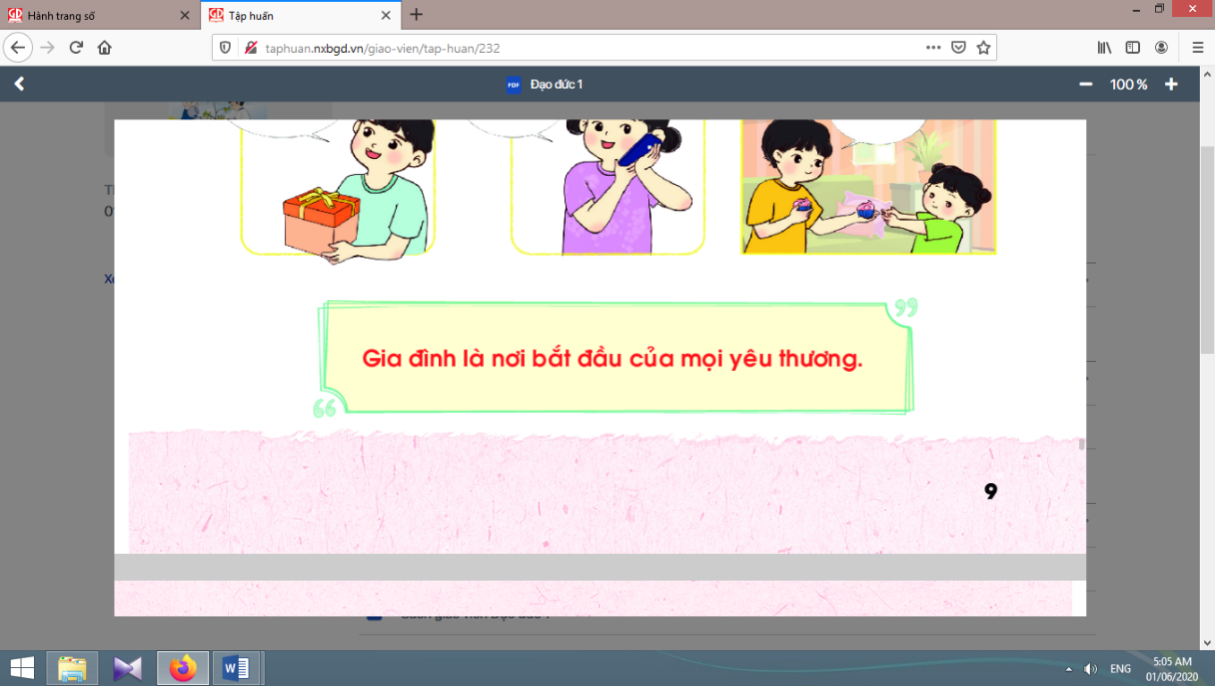 Hành trang số
Tập huấn
taphuan.nxbgd.vn/giao-vien/tap-huan/232
PDF Đạo đức 1
100 %
Gia đình là nơi bắt đầu của mọi yêu thương.
9
ENG
5:05 AM
01/06/2020